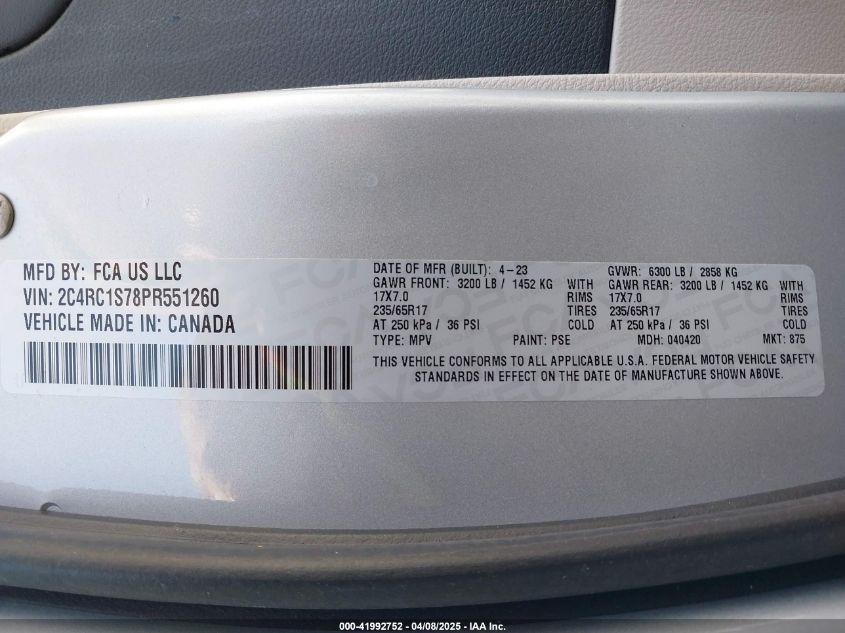 MFD BY: FCA US LLC
VIN: 2C4RC1S78PR551260
VEHICLE MADE IN: CANADA
DATE OF MFR (BUILT): 4-23 GVWR: 6300 LB / 2858 KG
GAWR FRONT: 3200 LB / 1452 KG WITH GAWR REAR: 3200 LB / 1452 KG WITH
17X7.0 RIMS 17X7.0 RIMS
235/65R17 TIRES 235/65R17 TIRES
AT 250 kPa / 36 PSI COLD AT 250 kPa / 36 PSI COLD
TYPE: MPV PAINT: PSE MDH: 040420 MKT: 875
THIS VEHICLE CONFORMS TO ALL APPLICABLE U.S.A. FEDERAL MOTOR VEHICLE SAFETY
STANDARDS IN EFFECT ON THE DATE OF MANUFACTURE SHOWN ABOVE.
000-41992752 - 04/08/2025 - IAA Inc.